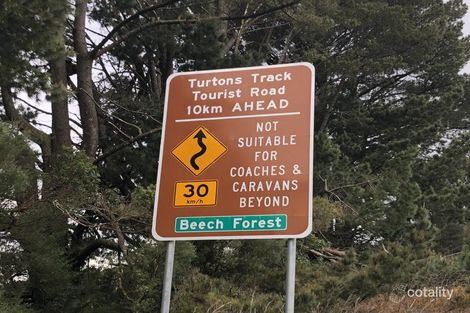 Turtons Track
Tourist Road
10km AHEAD
NOT
SUITABLE
FOR
COACHES &
CARAVANS
BEYOND
30
km/h
Beech Forest
cotality